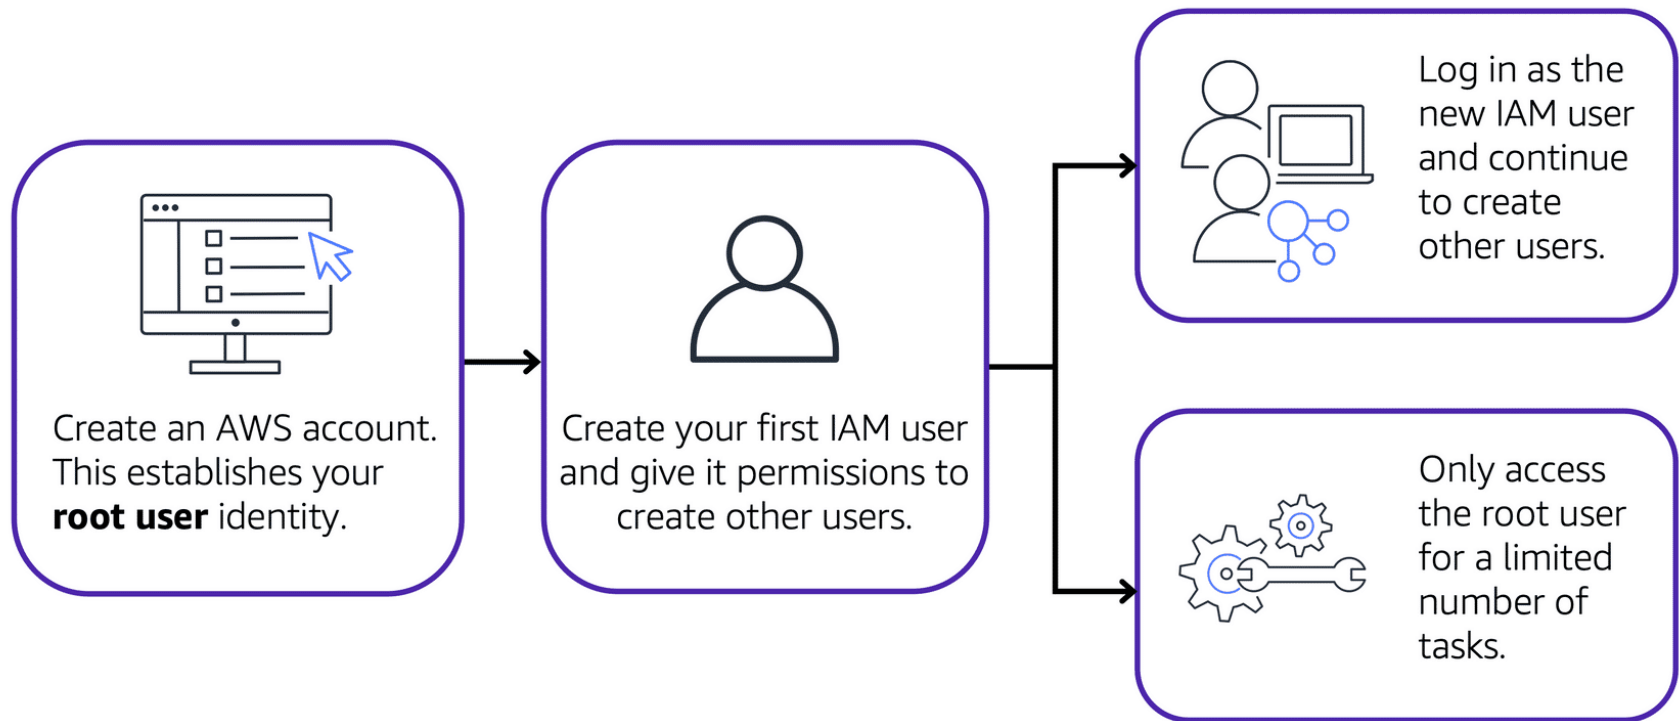 Create an AWS account.
This establishes your
root user identity.
Create your first IAM user
and give it permissions to
create other users.
Log in as the
new IAM user
and continue
to create
other users.
Only access
the root user
for a limited
number of
tasks.